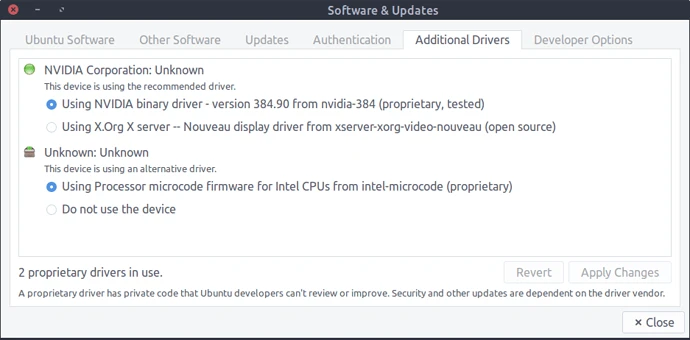 Software & Updates
Ubuntu Software Other Software Updates Authentication Additional Drivers Developer Options
NVIDIA Corporation: Unknown
This device is using the recommended driver.
Using NVIDIA binary driver - version 384.90 from nvidia-384 (proprietary, tested)
Using X.Org X server -- Nouveau display driver from xserver-xorg-video-nouveau (open source)
Unknown: Unknown
This device is using an alternative driver.
Using Processor microcode firmware for Intel CPUs from intel-microcode (proprietary)
Do not use the device
2 proprietary drivers in use.
Revert Apply Changes
A proprietary driver has private code that Ubuntu developers can't review or improve. Security and other updates are dependent on the driver vendor.
Close